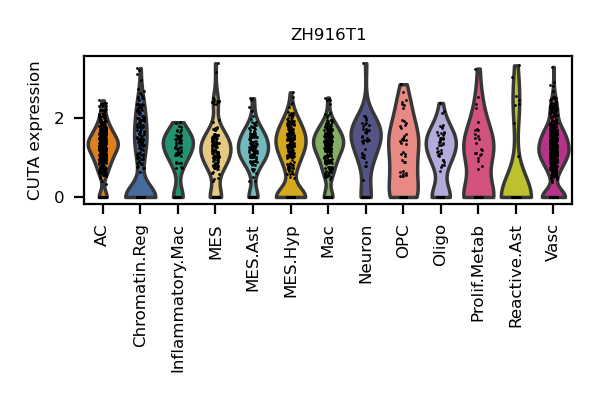 ZH916T1
CUTA expression
2
0
AC
Chromatin.Reg
Inflammatory.Mac
MES
MES.Ast
MES.Hyp
Mac
Neuron
OPC
Oligo
Prolif.Metab
Reactive.Ast
Vasc